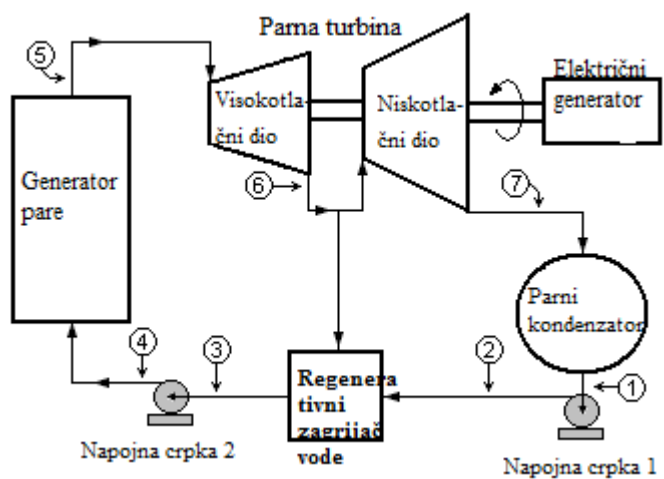 Parna turbina
5
Električni
generator
Visokotla-
čni dio
Niskotla-
čni dio
6
7
Generator
pare
Parni
kondenzator
4
3
2
1
Regenera
tivni
zagrijač
vode
Napojna crpka 2
Napojna crpka 1